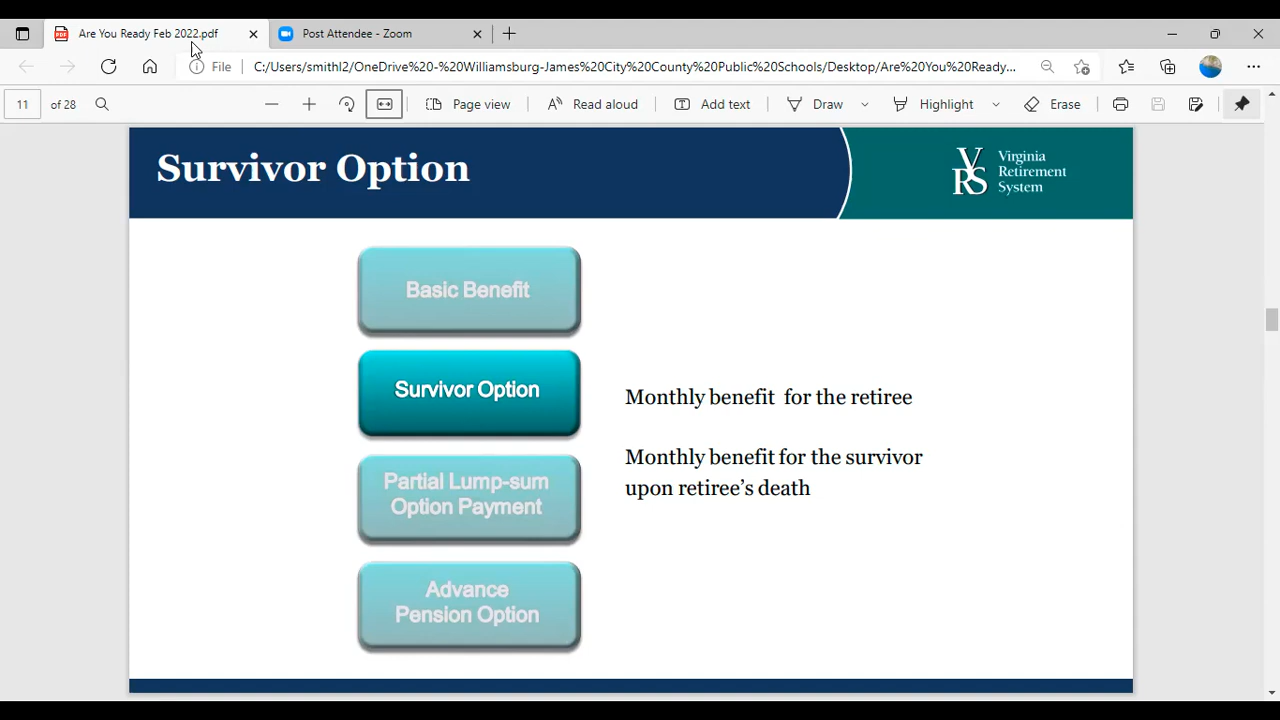 Are You Ready Feb 2022.pdf
Post Attendee - Zoom
File
C:/Users/smithl2/OneDrive%20-%20Williamsburg-James%20City%20County%20Public%20Schools/Desktop/Are%20You%20Ready...
11 of 28
Page view
Read aloud
Add text
Draw
Highlight
Erase
Survivor Option
VRS
Virginia
Retirement
System
Basic Benefit
Survivor Option
Monthly benefit  for the retiree
Monthly benefit for the survivor
upon retiree’s death
Partial Lump-sum
Option Payment
Advance
Pension Option